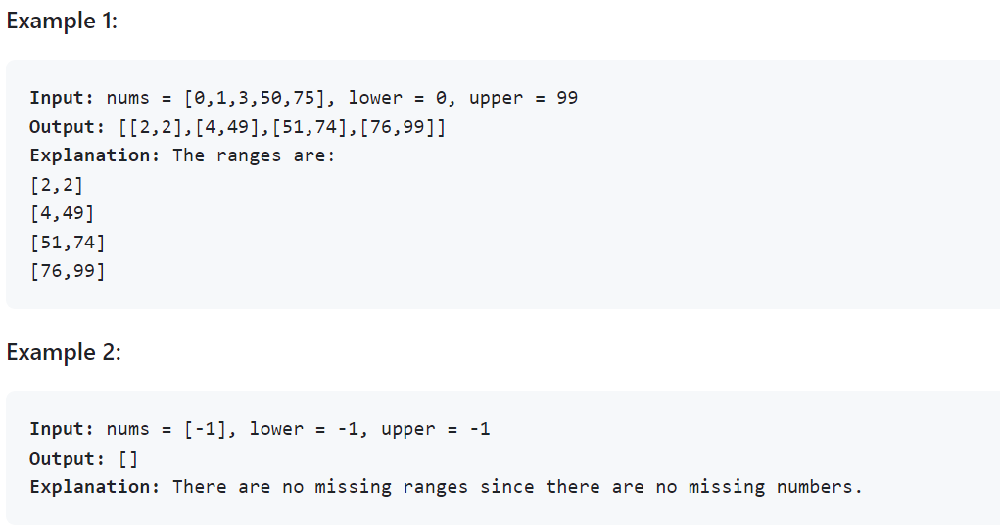 Example 1:
Input: nums = [0,1,3,50,75], lower = 0, upper = 99
Output: [[2,2],[4,49],[51,74],[76,99]]
Explanation: The ranges are:
[2,2]
[4,49]
[51,74]
[76,99]
Example 2:
Input: nums = [-1], lower = -1, upper = -1
Output: []
Explanation: There are no missing ranges since there are no missing numbers.